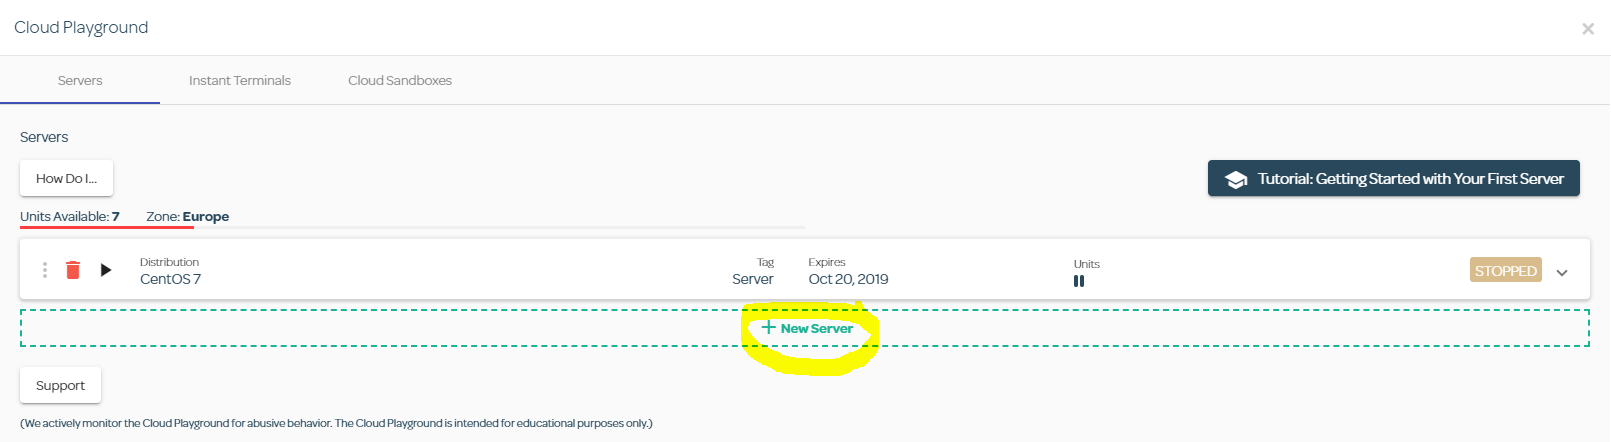 Cloud Playground
Servers Instant Terminals Cloud Sandboxes
Servers
How Do I...
Tutorial: Getting Started with Your First Server
Units Available: 7 Zone: Europe
Distribution Tag Expires Units
CentOS 7 Server Oct 20, 2019 STOPPED
+ New Server
Support
(We actively monitor the Cloud Playground for abusive behavior. The Cloud Playground is intended for educational purposes only.)